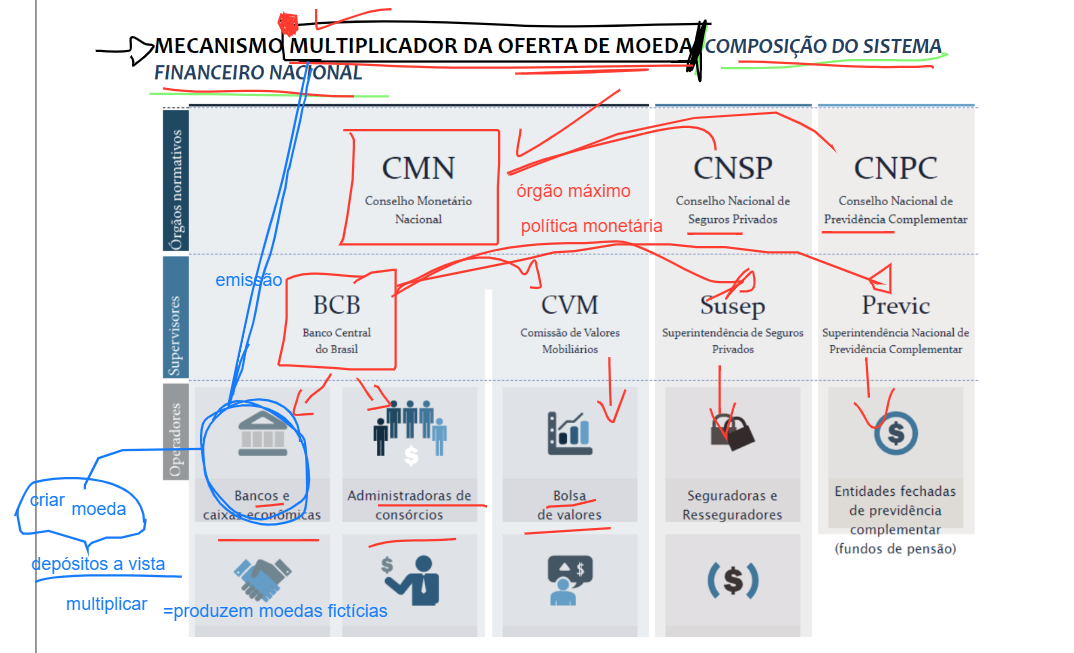 MECANISMO MULTIPLICADOR DA OFERTA DE MOEDA COMPOSIÇÃO DO SISTEMA
FINANCEIRO NACIONAL
Órgãos normativos
CMN
Conselho Monetário
Nacional
órgão máximo
política monetária
CNSP
Conselho Nacional de
Seguros Privados
CNPC
Conselho Nacional de
Previdência Complementar
Supervisores
emissão
BCB
Banco Central
do Brasil
CVM
Comissão de Valores
Mobiliários
Susep
Superintendência de Seguros
Privados
Previc
Superintendência Nacional de
Previdência Complementar
Operadores
$
$
Bancos e
caixas econômicas
Administradoras de
consórcios
Bolsa
de valores
Seguradoras e
Resseguradores
Entidades fechadas
de previdência
complementar
(fundos de pensão)
criar
moeda
depósitos a vista
multiplicar
=produzem moedas fictícias
$
$
($)